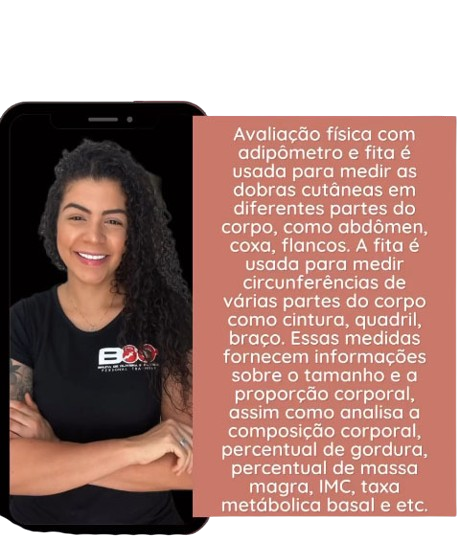 Avaliação física com
adipômetro e fita é
usada para medir as
dobras cutâneas em
diferentes partes do
corpo, como abdômen,
coxa, flancos. A fita é
usada para medir
circunferências de
várias partes do corpo
como cintura, quadril,
braço. Essas medidas
fornecem informações
sobre o tamanho e a
proporção corporal,
assim como analisa a
composição corporal,
percentual de gordura,
percentual de massa
magra, IMC, taxa
metábolica basal e etc.
PERSONAL TRAINER